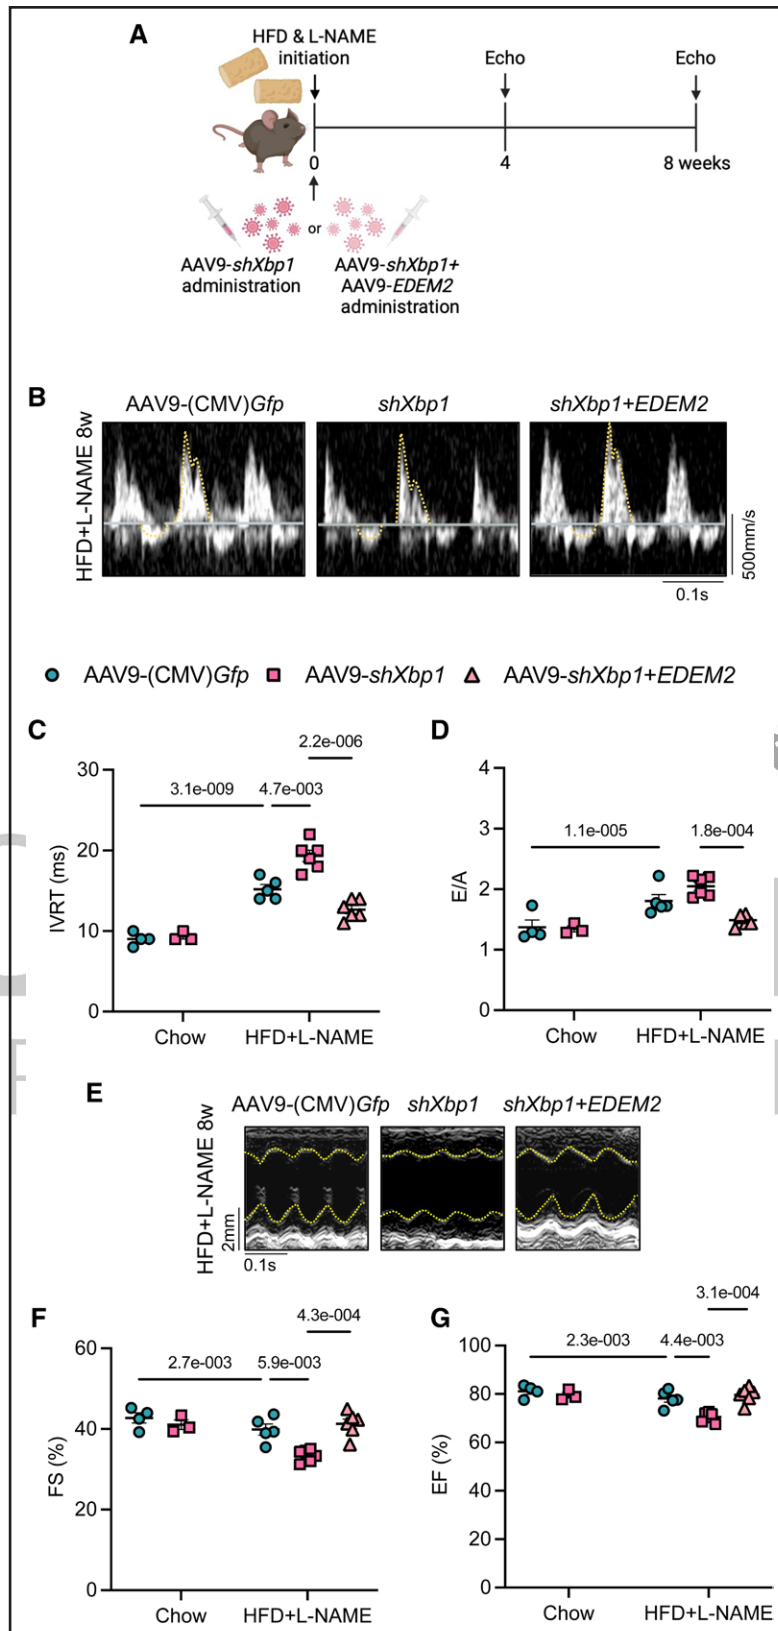 A
HFD & L-NAME
initiation
Echo
Echo
0
4
8 weeks
or
AAV9-shXbp1
administration
AAV9-shXbp1+
AAV9-EDEM2
administration
B
AAV9-(CMV)Gfp
shXbp1
shXbp1+EDEM2
HFD+L-NAME 8w
500mm/s
0.1s
AAV9-(CMV)Gfp
AAV9-shXbp1
AAV9-shXbp1+EDEM2
C
2.2e-006
3.1e-009
4.7e-003
30
20
10
0
IVRT (ms)
Chow
HFD+L-NAME
D
1.1e-005
1.8e-004
4
3
2
1
0
E/A
Chow
HFD+L-NAME
E
AAV9-(CMV)Gfp
shXbp1
shXbp1+EDEM2
HFD+L-NAME 8w
2mm
0.1s
F
4.3e-004
2.7e-003
5.9e-003
60
40
20
0
FS (%)
Chow
HFD+L-NAME
G
3.1e-004
2.3e-003
4.4e-003
100
80
60
40
20
0
EF (%)
Chow
HFD+L-NAME